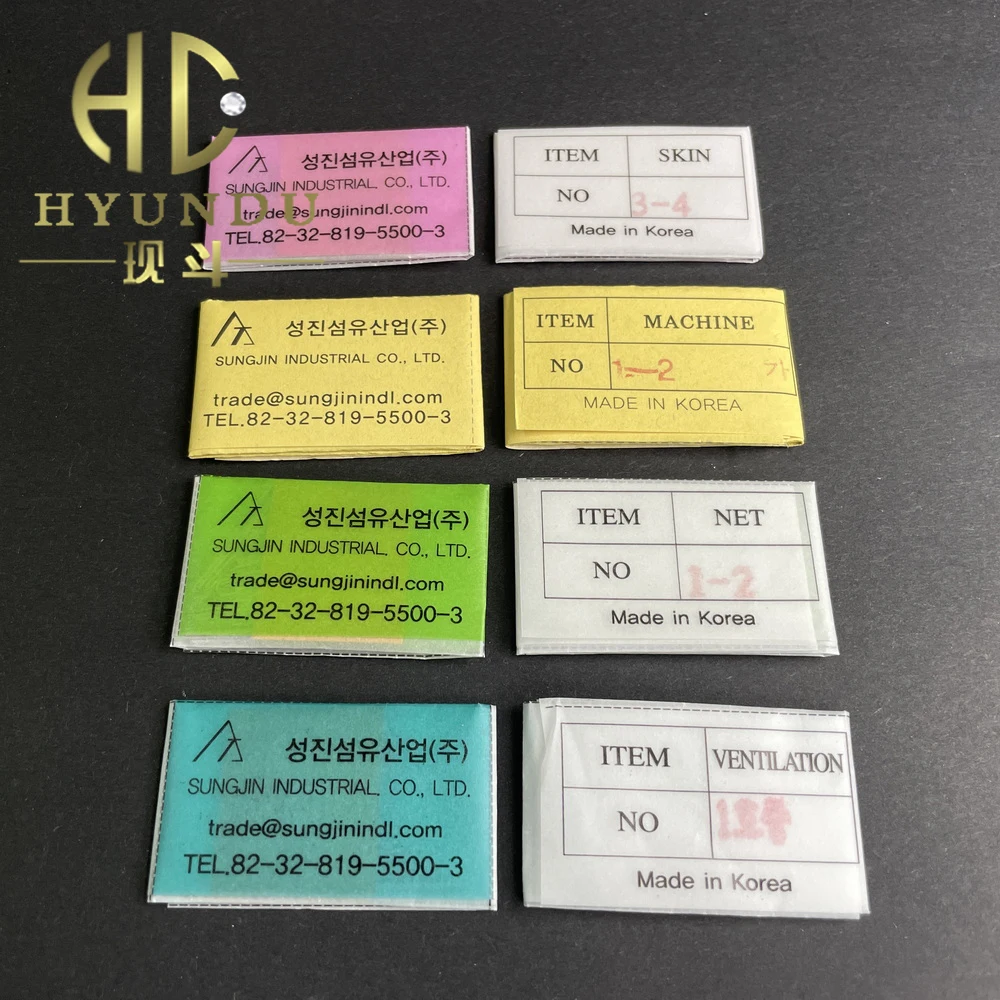 HC
HYUNDU
现斗
성진섬유산업(주)
SUNGJIN INDUSTRIAL. CO., LTD.
trade@sungjinindl.com
TEL.82-32-819-5500-3
ITEM SKIN
NO 3-4
Made in Korea
성진섬유산업(주)
SUNGJIN INDUSTRIAL CO., LTD.
trade@sungjinindl.com
TEL.82-32-819-5500-3
ITEM MACHINE
NO 1-2 가
MADE IN KOREA
성진섬유산업(주)
SUNGJIN INDUSTRIAL. CO., LTD.
trade@sungjinindl.com
TEL.82-32-819-5500-3
ITEM NET
NO 1-2
Made in Korea
성진섬유산업(주)
SUNGJIN INDUSTRIAL. CO., LTD.
trade@sungjinindl.com
TEL.82-32-819-5500-3
ITEM VENTILATION
NO
Made in Korea